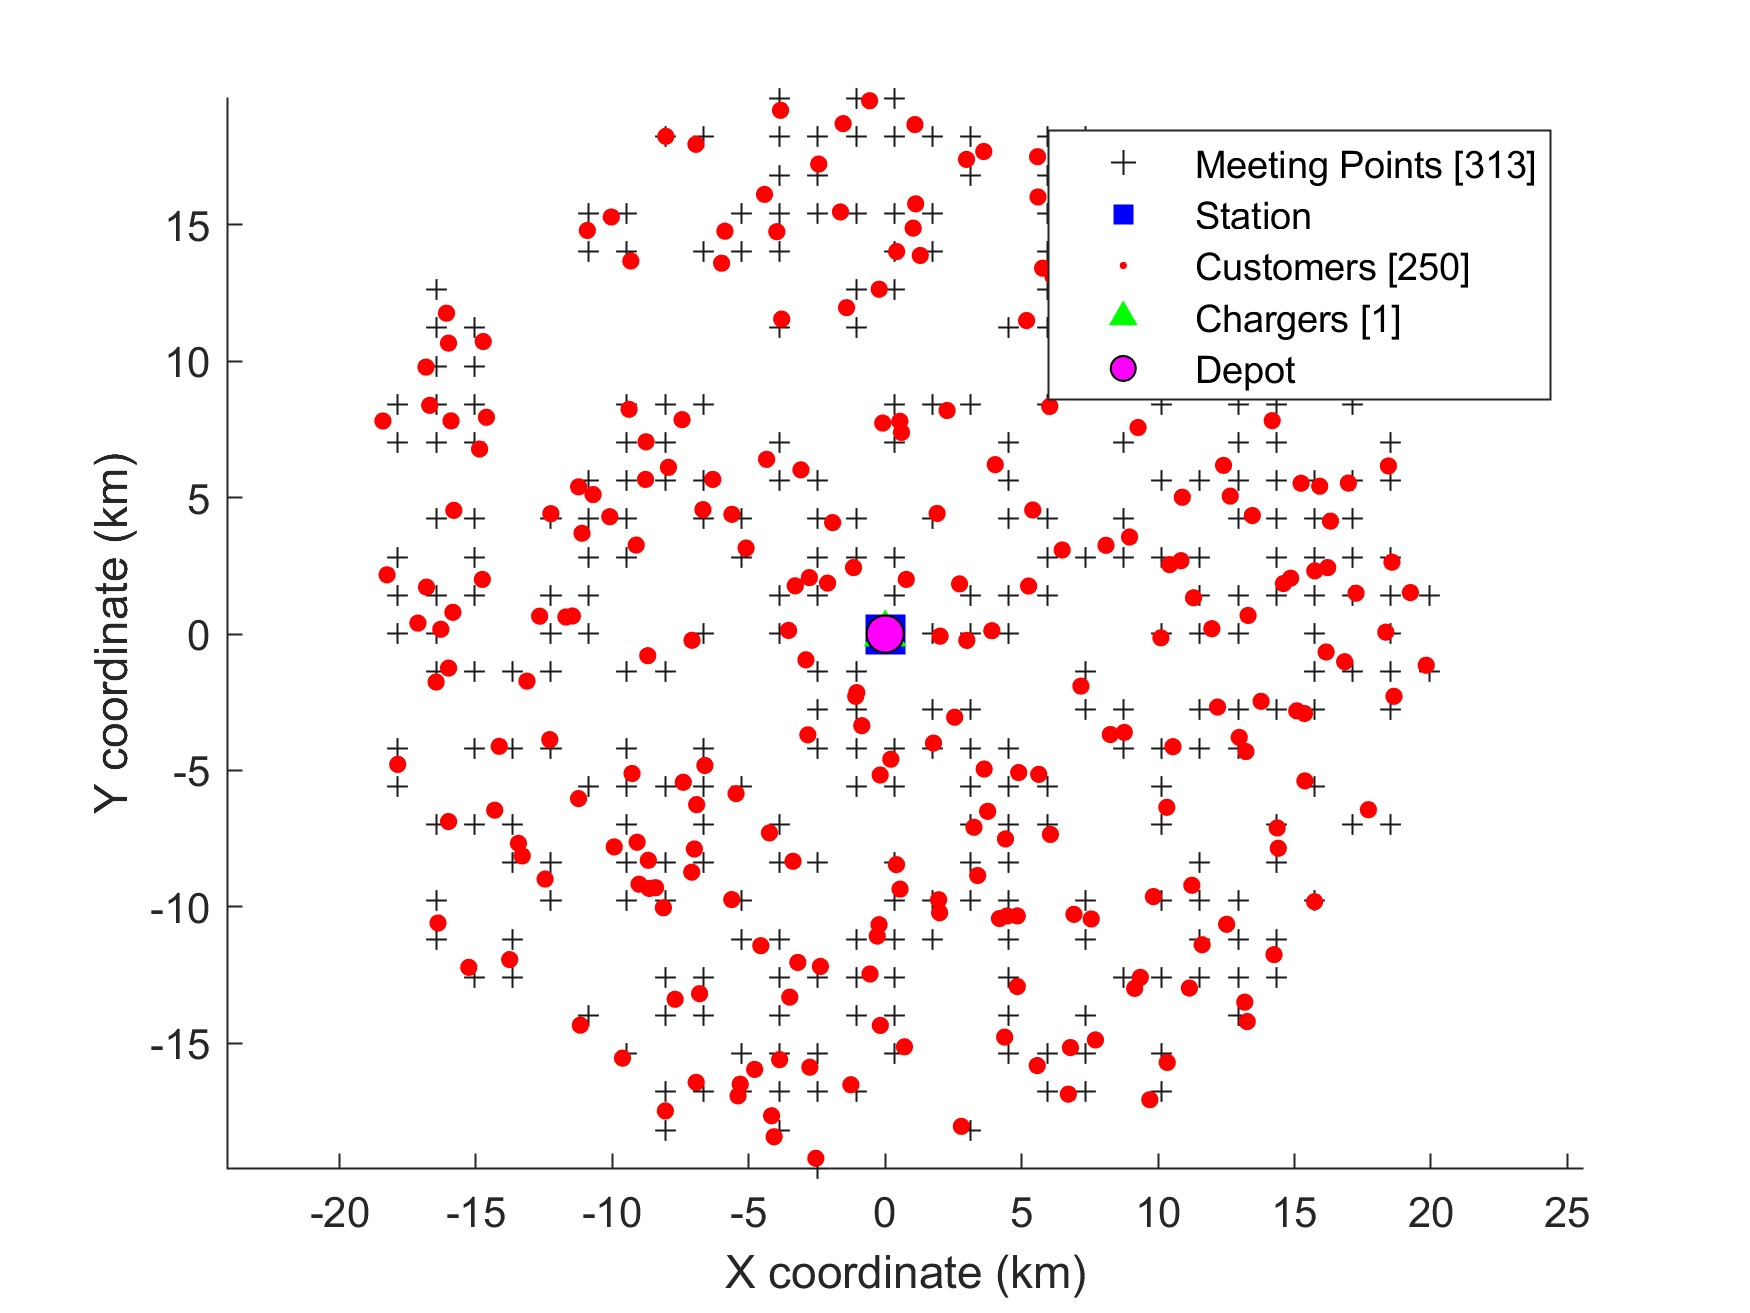 Meeting Points [313]
Station
Customers [250]
Chargers [1]
Depot
15
10
5
0
-5
-10
-15
Y coordinate (km)
-20 -15 -10 -5 0 5 10 15 20 25
X coordinate (km)